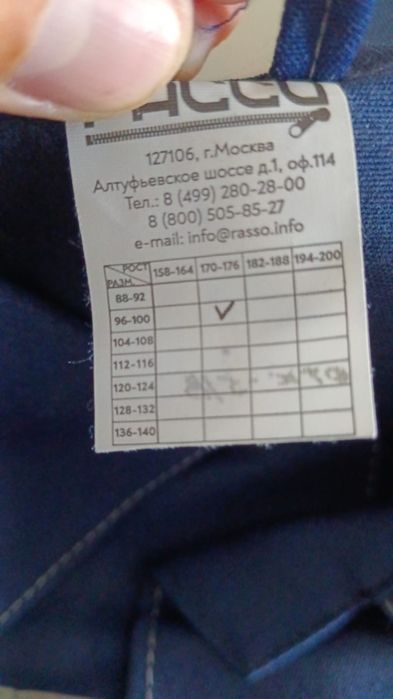 РАССО
127106, г.Москва
Алтуфьевское шоссе д.1, оф.114
Тел.: 8 (499) 280-28-00
8 (800) 505-85-27
e-mail: info@rasso.info
РОСТ РАЗМ. 158-164 170-176 182-188 194-200
88-92
96-100 ✓
104-108
112-116
120-124
128-132
136-140